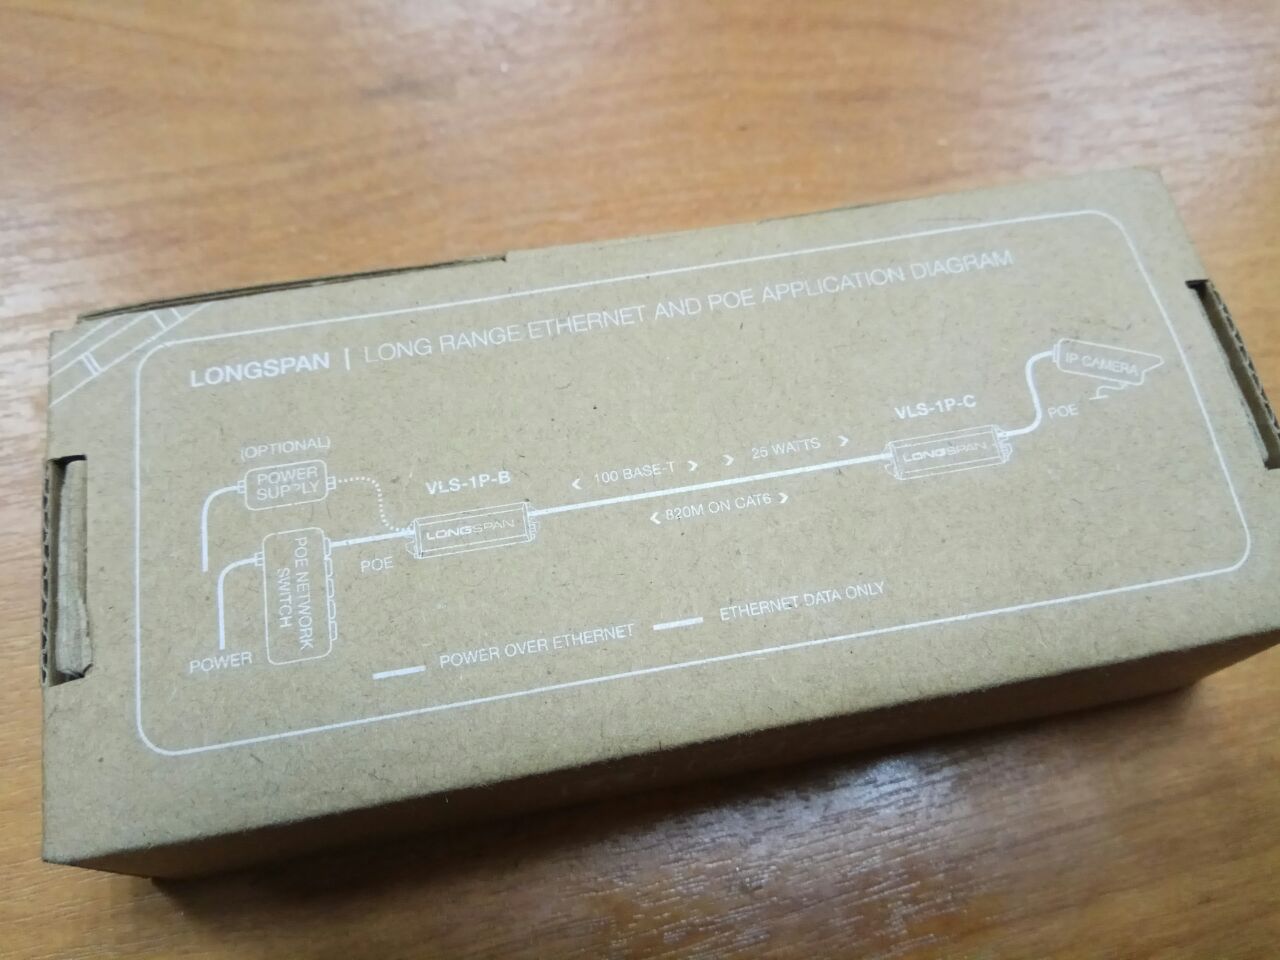 LONGSPAN | LONG RANGE ETHERNET AND POE APPLICATION DIAGRAM
(OPTIONAL)
POWER
SUPPLY
VLS-1P-B
LONGSPAN
POE NETWORK
SWITCH
POE
POWER
< 100 BASE-T > > 25 WATTS >
< 820M ON CAT6 >
VLS-1P-C
LONGSPAN
IP CAMERA
POE
POWER OVER ETHERNET
ETHERNET DATA ONLY